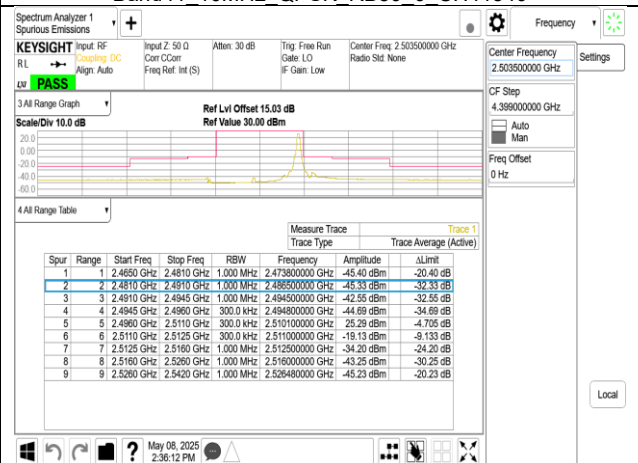 Spectrum Analyzer 1
Spurious Emissions
Frequency
KEYSIGHT Input: RF
Coupling: DC
Align: Auto
Input Z: 50 Ω
Corr CCorr
Freq Ref: Int (S)
Atten: 30 dB
Trig: Free Run
Gate: LO
IF Gain: Low
Center Freq: 2.503500000 GHz
Radio Std: None
RL
LXI PASS
Center Frequency
2.503500000 GHz
Settings
CF Step
4.399000000 GHz
Auto
Man
Freq Offset
0 Hz
3 All Range Graph
Scale/Div 10.0 dB
Ref Lvl Offset 15.03 dB
Ref Value 30.00 dBm
20.0
0.00
-20.0
-40.0
-60.0
4 All Range Table
Measure Trace Trace 1
Trace Type Trace Average (Active)
Spur Range Start Freq Stop Freq RBW Frequency Amplitude ΔLimit
1 1 2.4650 GHz 2.4810 GHz 1.000 MHz 2.473800000 GHz -45.40 dBm -20.40 dB
2 2 2.4810 GHz 2.4910 GHz 1.000 MHz 2.486500000 GHz -45.33 dBm -32.33 dB
3 3 2.4910 GHz 2.4945 GHz 1.000 MHz 2.494500000 GHz -42.55 dBm -32.55 dB
4 4 2.4945 GHz 2.4960 GHz 300.0 kHz 2.494800000 GHz -44.69 dBm -34.69 dB
5 5 2.4960 GHz 2.5110 GHz 300.0 kHz 2.510100000 GHz 25.29 dBm -4.705 dB
6 6 2.5110 GHz 2.5125 GHz 300.0 kHz 2.511000000 GHz -19.13 dBm -9.133 dB
7 7 2.5125 GHz 2.5160 GHz 1.000 MHz 2.512500000 GHz -34.20 dBm -24.20 dB
8 8 2.5160 GHz 2.5260 GHz 1.000 MHz 2.516000000 GHz -43.25 dBm -30.25 dB
9 9 2.5260 GHz 2.5420 GHz 1.000 MHz 2.526480000 GHz -45.23 dBm -20.23 dB
Local
May 08, 2025
2:36:12 PM